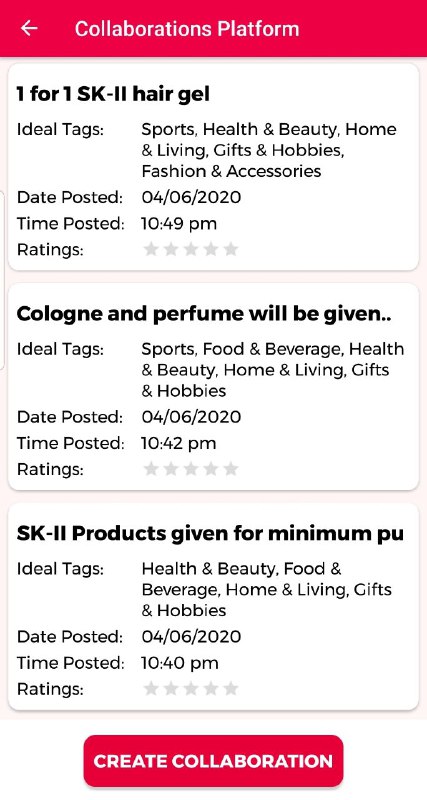 Collaborations Platform
1 for 1 SK-II hair gel
Ideal Tags: Sports, Health & Beauty, Home
& Living, Gifts & Hobbies,
Fashion & Accessories
Date Posted: 04/06/2020
Time Posted: 10:49 pm
Ratings:
Cologne and perfume will be given..
Ideal Tags: Sports, Food & Beverage, Health
& Beauty, Home & Living, Gifts
& Hobbies
Date Posted: 04/06/2020
Time Posted: 10:42 pm
Ratings:
SK-II Products given for minimum pu
Ideal Tags: Health & Beauty, Food &
Beverage, Home & Living, Gifts
& Hobbies
Date Posted: 04/06/2020
Time Posted: 10:40 pm
Ratings:
CREATE COLLABORATION